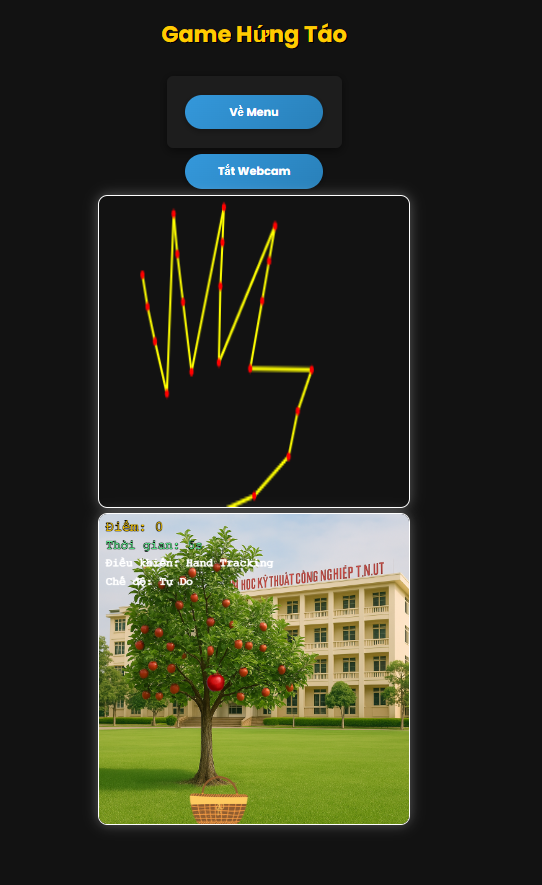 Game Hứng Táo
Về Menu
Tắt Webcam
Điểm: 0
Thời gian:
Điều khiển: Hand Tracking
HỌC KỸ THUẬT CÔNG NGHIỆP T.N.UT
Chế độ: Tự Do